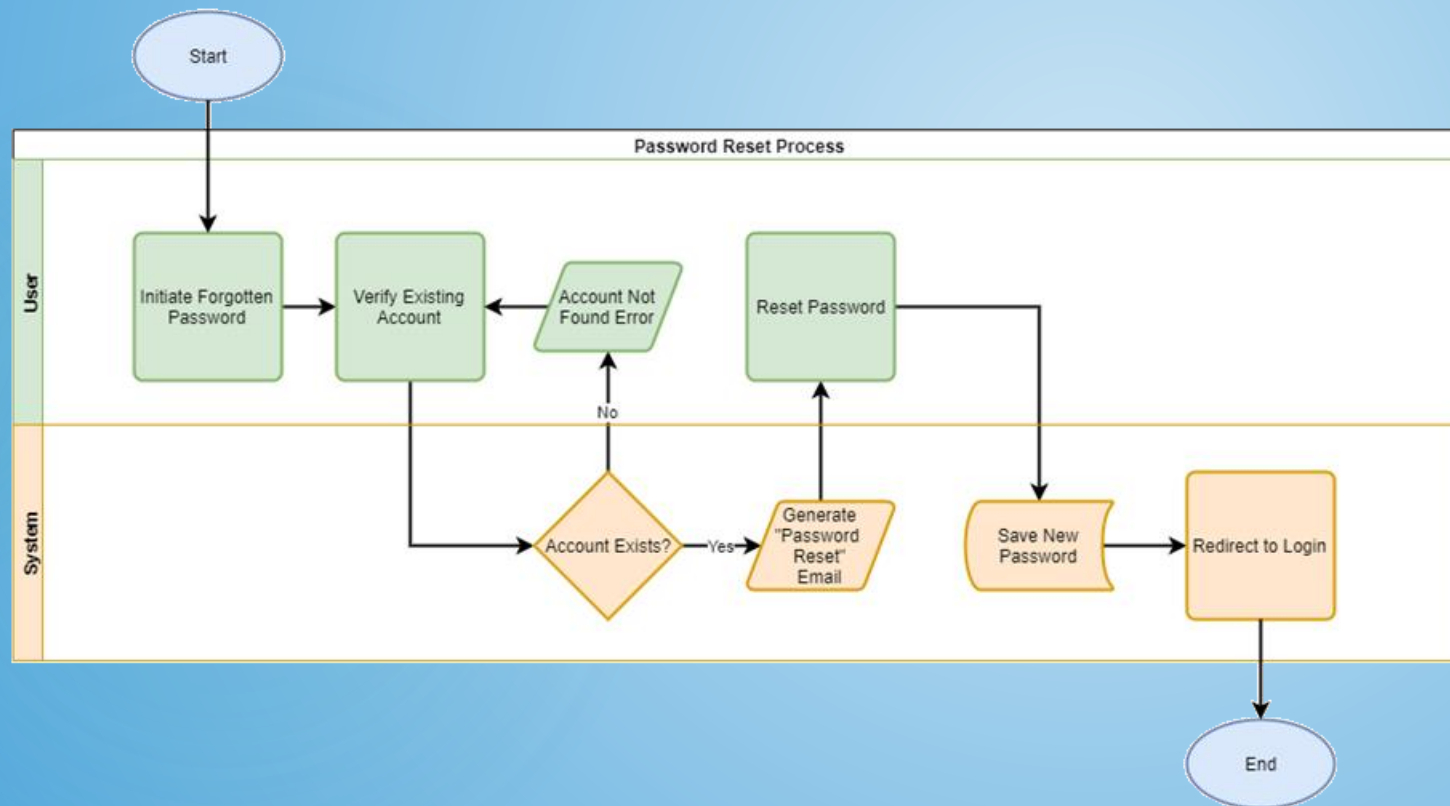 Start
Password Reset Process
User
Initiate Forgotten
Password
Verify Existing
Account
Account Not
Found Error
Reset Password
No
System
Account Exists?
Yes
Generate
"Password
Reset"
Email
Save New
Password
Redirect to Login
End